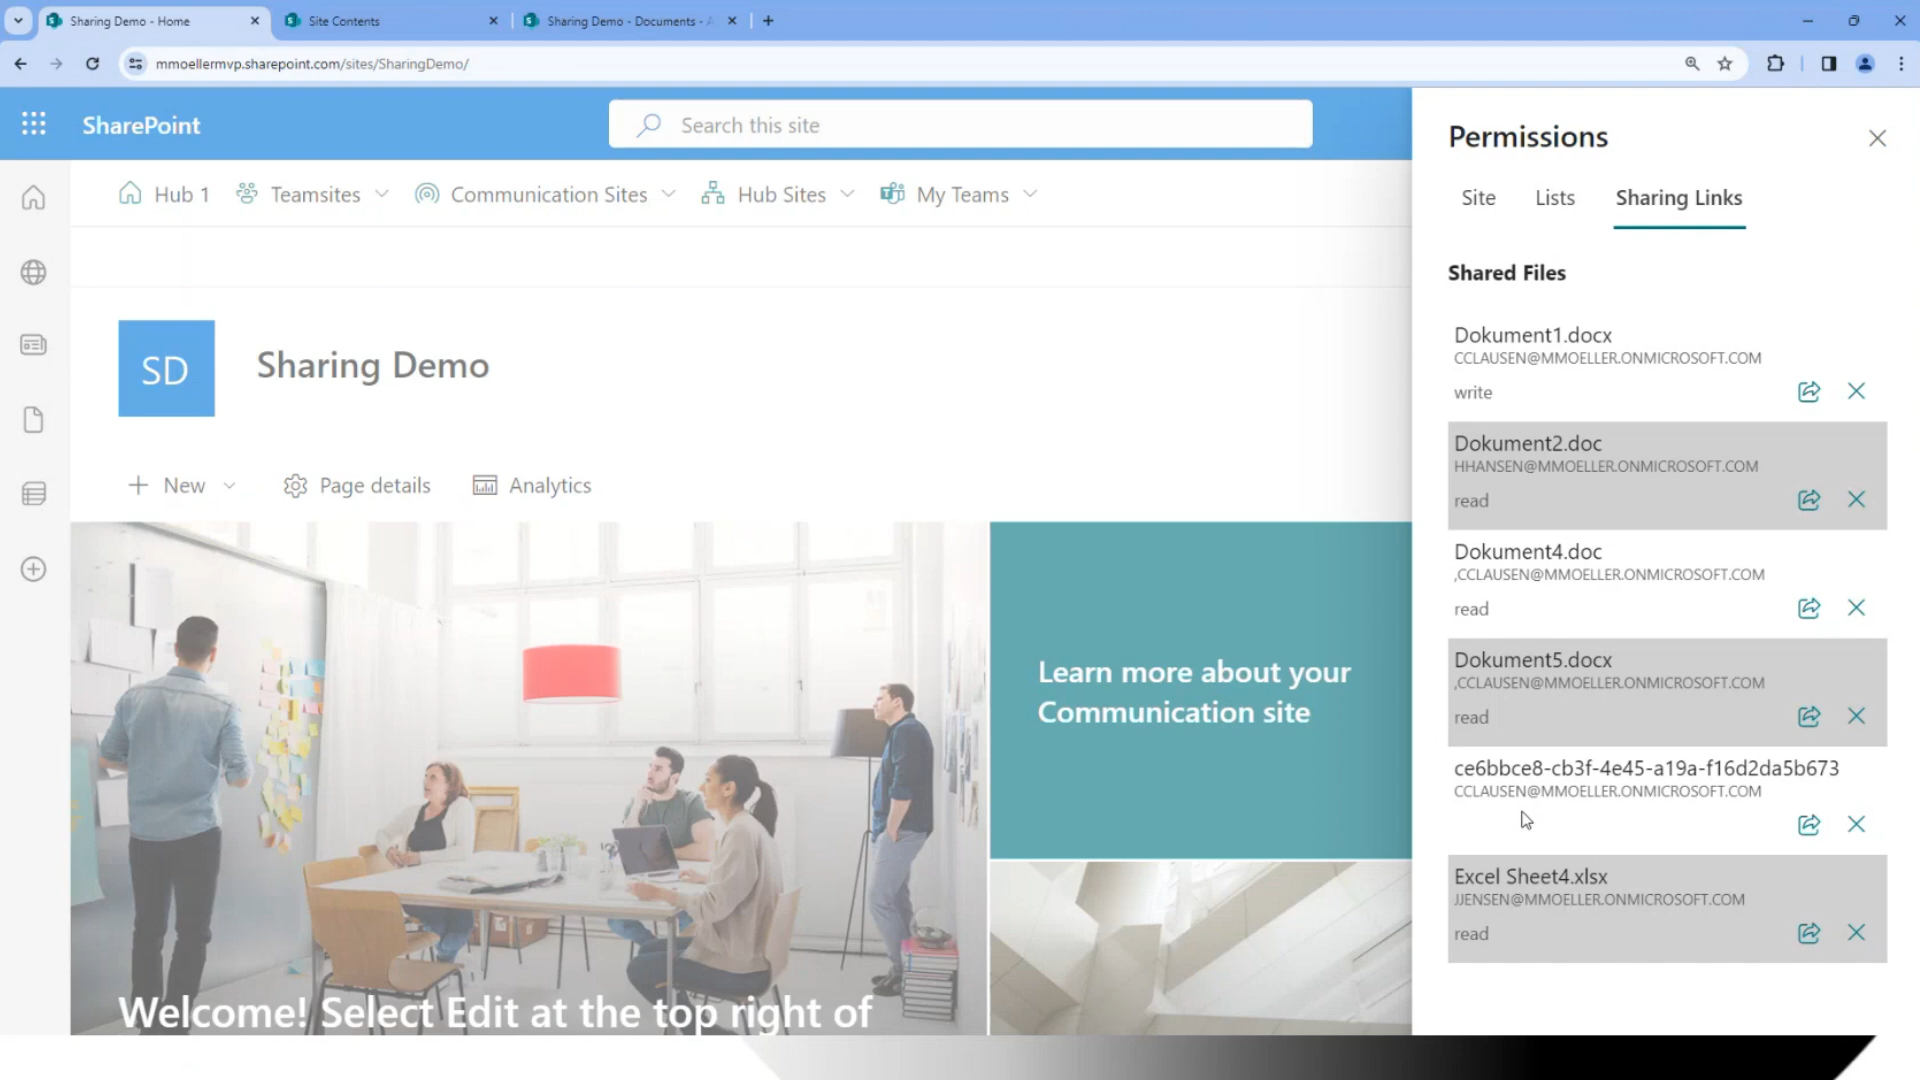 Sharing Demo - Home
Site Contents
Sharing Demo - Documents -
mmoellermvp.sharepoint.com/sites/SharingDemo/
SharePoint
Search this site
Hub 1
Teamsites
Communication Sites
Hub Sites
My Teams
SD
Sharing Demo
New
Page details
Analytics
Learn more about your
Communication site
Welcome! Select Edit at the top right of
Permissions
Site
Lists
Sharing Links
Shared Files
Dokument1.docx
CCLAUSEN@MMOELLER.ONMICROSOFT.COM
write
Dokument2.doc
HHANSEN@MMOELLER.ONMICROSOFT.COM
read
Dokument4.doc
,CCLAUSEN@MMOELLER.ONMICROSOFT.COM
read
Dokument5.docx
,CCLAUSEN@MMOELLER.ONMICROSOFT.COM
read
ce6bbce8-cb3f-4e45-a19a-f16d2da5b673
CCLAUSEN@MMOELLER.ONMICROSOFT.COM
Excel Sheet4.xlsx
JJENSEN@MMOELLER.ONMICROSOFT.COM
read